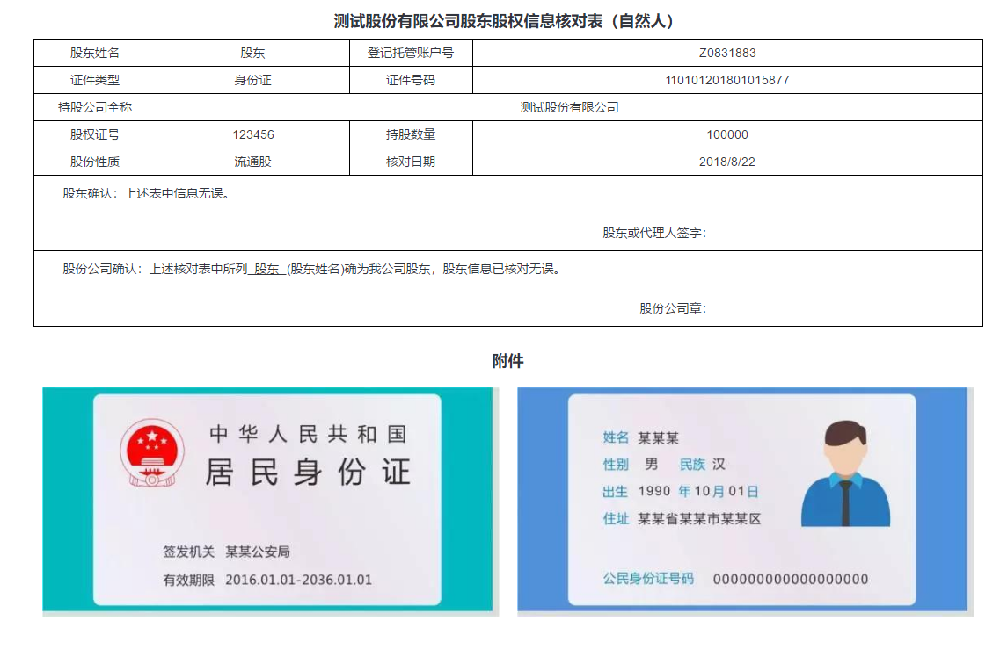 测试股份有限公司股东股权信息核对表（自然人）
股东姓名 股东 登记托管账户号 Z0831883
证件类型 身份证 证件号码 110101201801015877
持股公司全称 测试股份有限公司
股权证号 123456 持股数量 100000
股份性质 流通股 核对日期 2018/8/22
股东确认：上述表中信息无误。
股东或代理人签字：
股份公司确认：上述核对表中所列 股东 (股东姓名)确为我公司股东，股东信息已核对无误。
股份公司章：
附件
中华人民共和国
居民身份证
签发机关 某某公安局
有效期限 2016.01.01-2036.01.01
姓名 某某某
性别 男 民族 汉
出生 1990 年 10 月 01 日
住址 某某省某某市某某区
公民身份证号码 000000000000000000